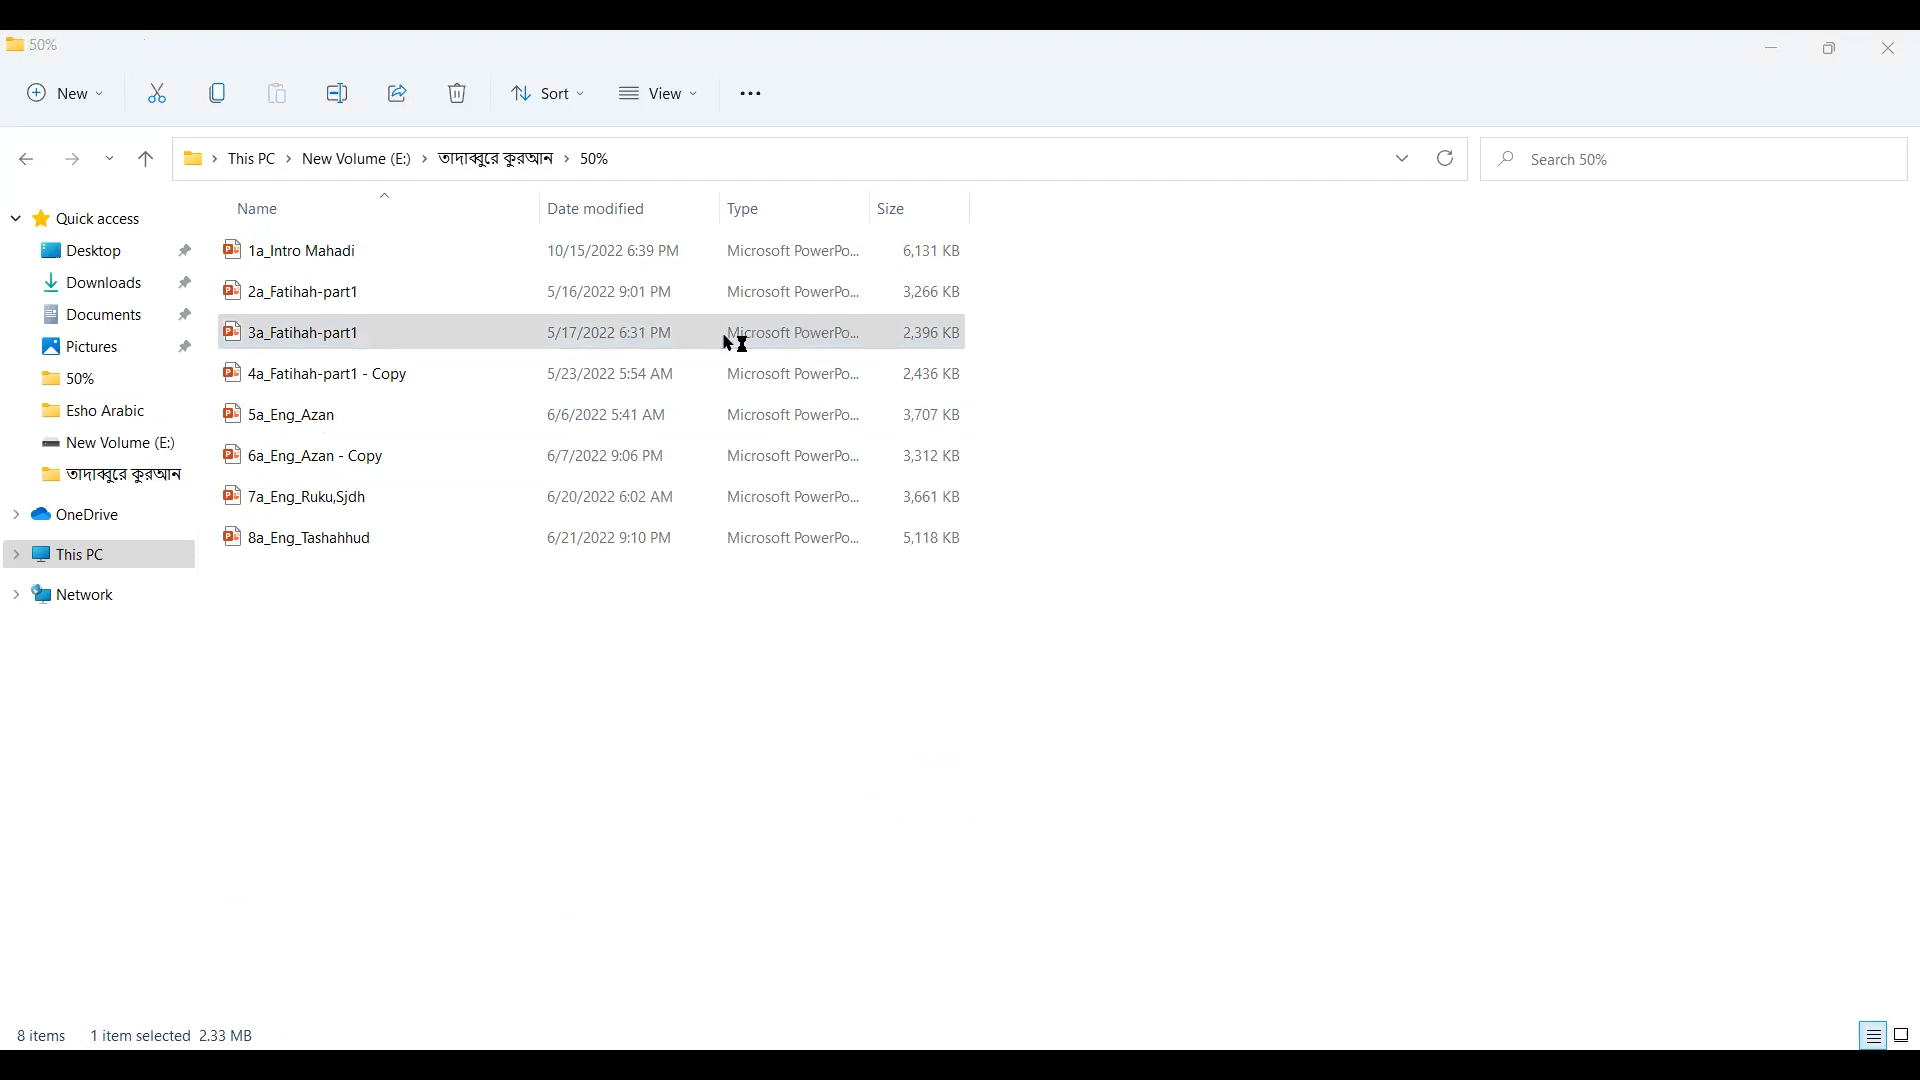 50%
New
Sort
View
This PC > New Volume (E:) > তাদাব্বুরে কুরআন > 50%
Search 50%
Name Date modified Type Size
Quick access
Desktop
Downloads
Documents
Pictures
50%
Esho Arabic
New Volume (E:)
তাদাব্বুরে কুরআন
OneDrive
This PC
Network
1a_Intro Mahadi 10/15/2022 6:39 PM Microsoft PowerPo... 6,131 KB
2a_Fatihah-part1 5/16/2022 9:01 PM Microsoft PowerPo... 3,266 KB
3a_Fatihah-part1 5/17/2022 6:31 PM Microsoft PowerPo... 2,396 KB
4a_Fatihah-part1 - Copy 5/23/2022 5:54 AM Microsoft PowerPo... 2,436 KB
5a_Eng_Azan 6/6/2022 5:41 AM Microsoft PowerPo... 3,707 KB
6a_Eng_Azan - Copy 6/7/2022 9:06 PM Microsoft PowerPo... 3,312 KB
7a_Eng_Ruku,Sjdh 6/20/2022 6:02 AM Microsoft PowerPo... 3,661 KB
8a_Eng_Tashahhud 6/21/2022 9:10 PM Microsoft PowerPo... 5,118 KB
8 items 1 item selected 2.33 MB